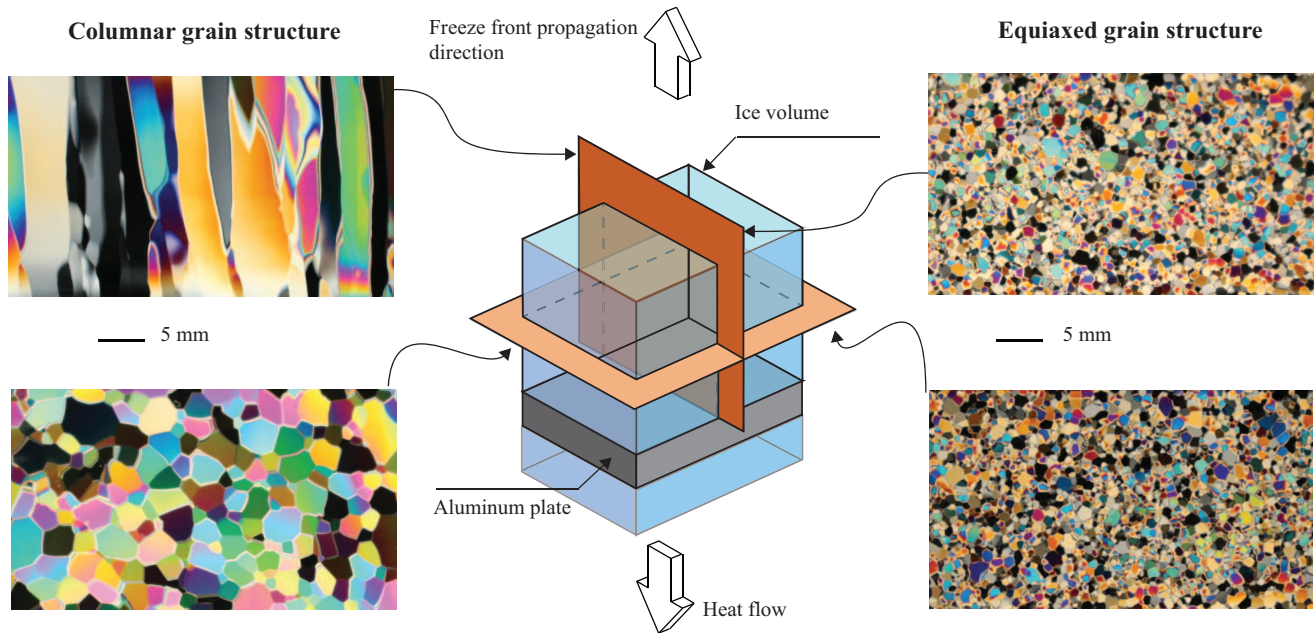 Columnar grain structure
Freeze front propagation
direction
Equiaxed grain structure
Ice volume
5 mm
5 mm
Aluminum plate
Heat flow